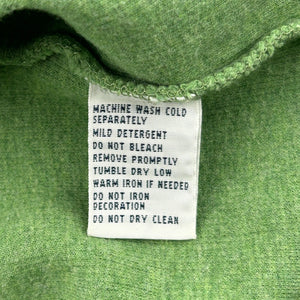 MACHINE WASH COLD
SEPARATELY
MILD DETERGENT
DO NOT BLEACH
REMOVE PROMPTLY
TUMBLE DRY LOW
WARM IRON IF NEEDED
DO NOT IRON
DECORATION
DO NOT DRY CLEAN